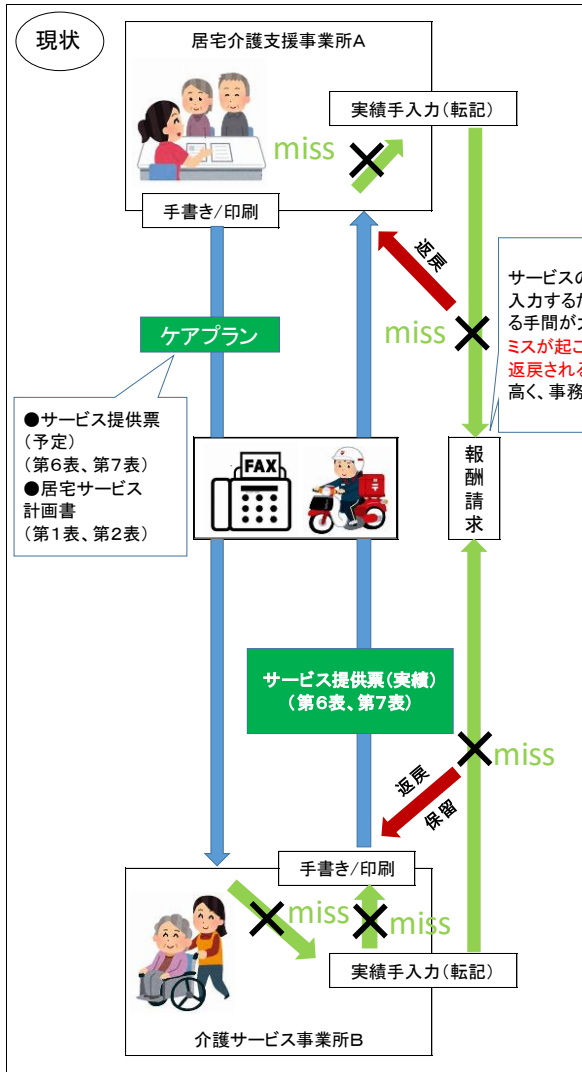 現状
居宅介護支援事業所A
実績手入力(転記)
miss
手書き/印刷
返戻
miss
ケアプラン
サービスの
入力するた
る手間がか
ミスが起こ
返戻される
高く、事務
●サービス提供票
(予定)
(第6表、第7表)
●居宅サービス
計画書
(第1表、第2表)
FAX
報酬請求
サービス提供票(実績)
(第6表、第7表)
miss
返戻
保留
手書き/印刷
miss
miss
実績手入力(転記)
介護サービス事業所B